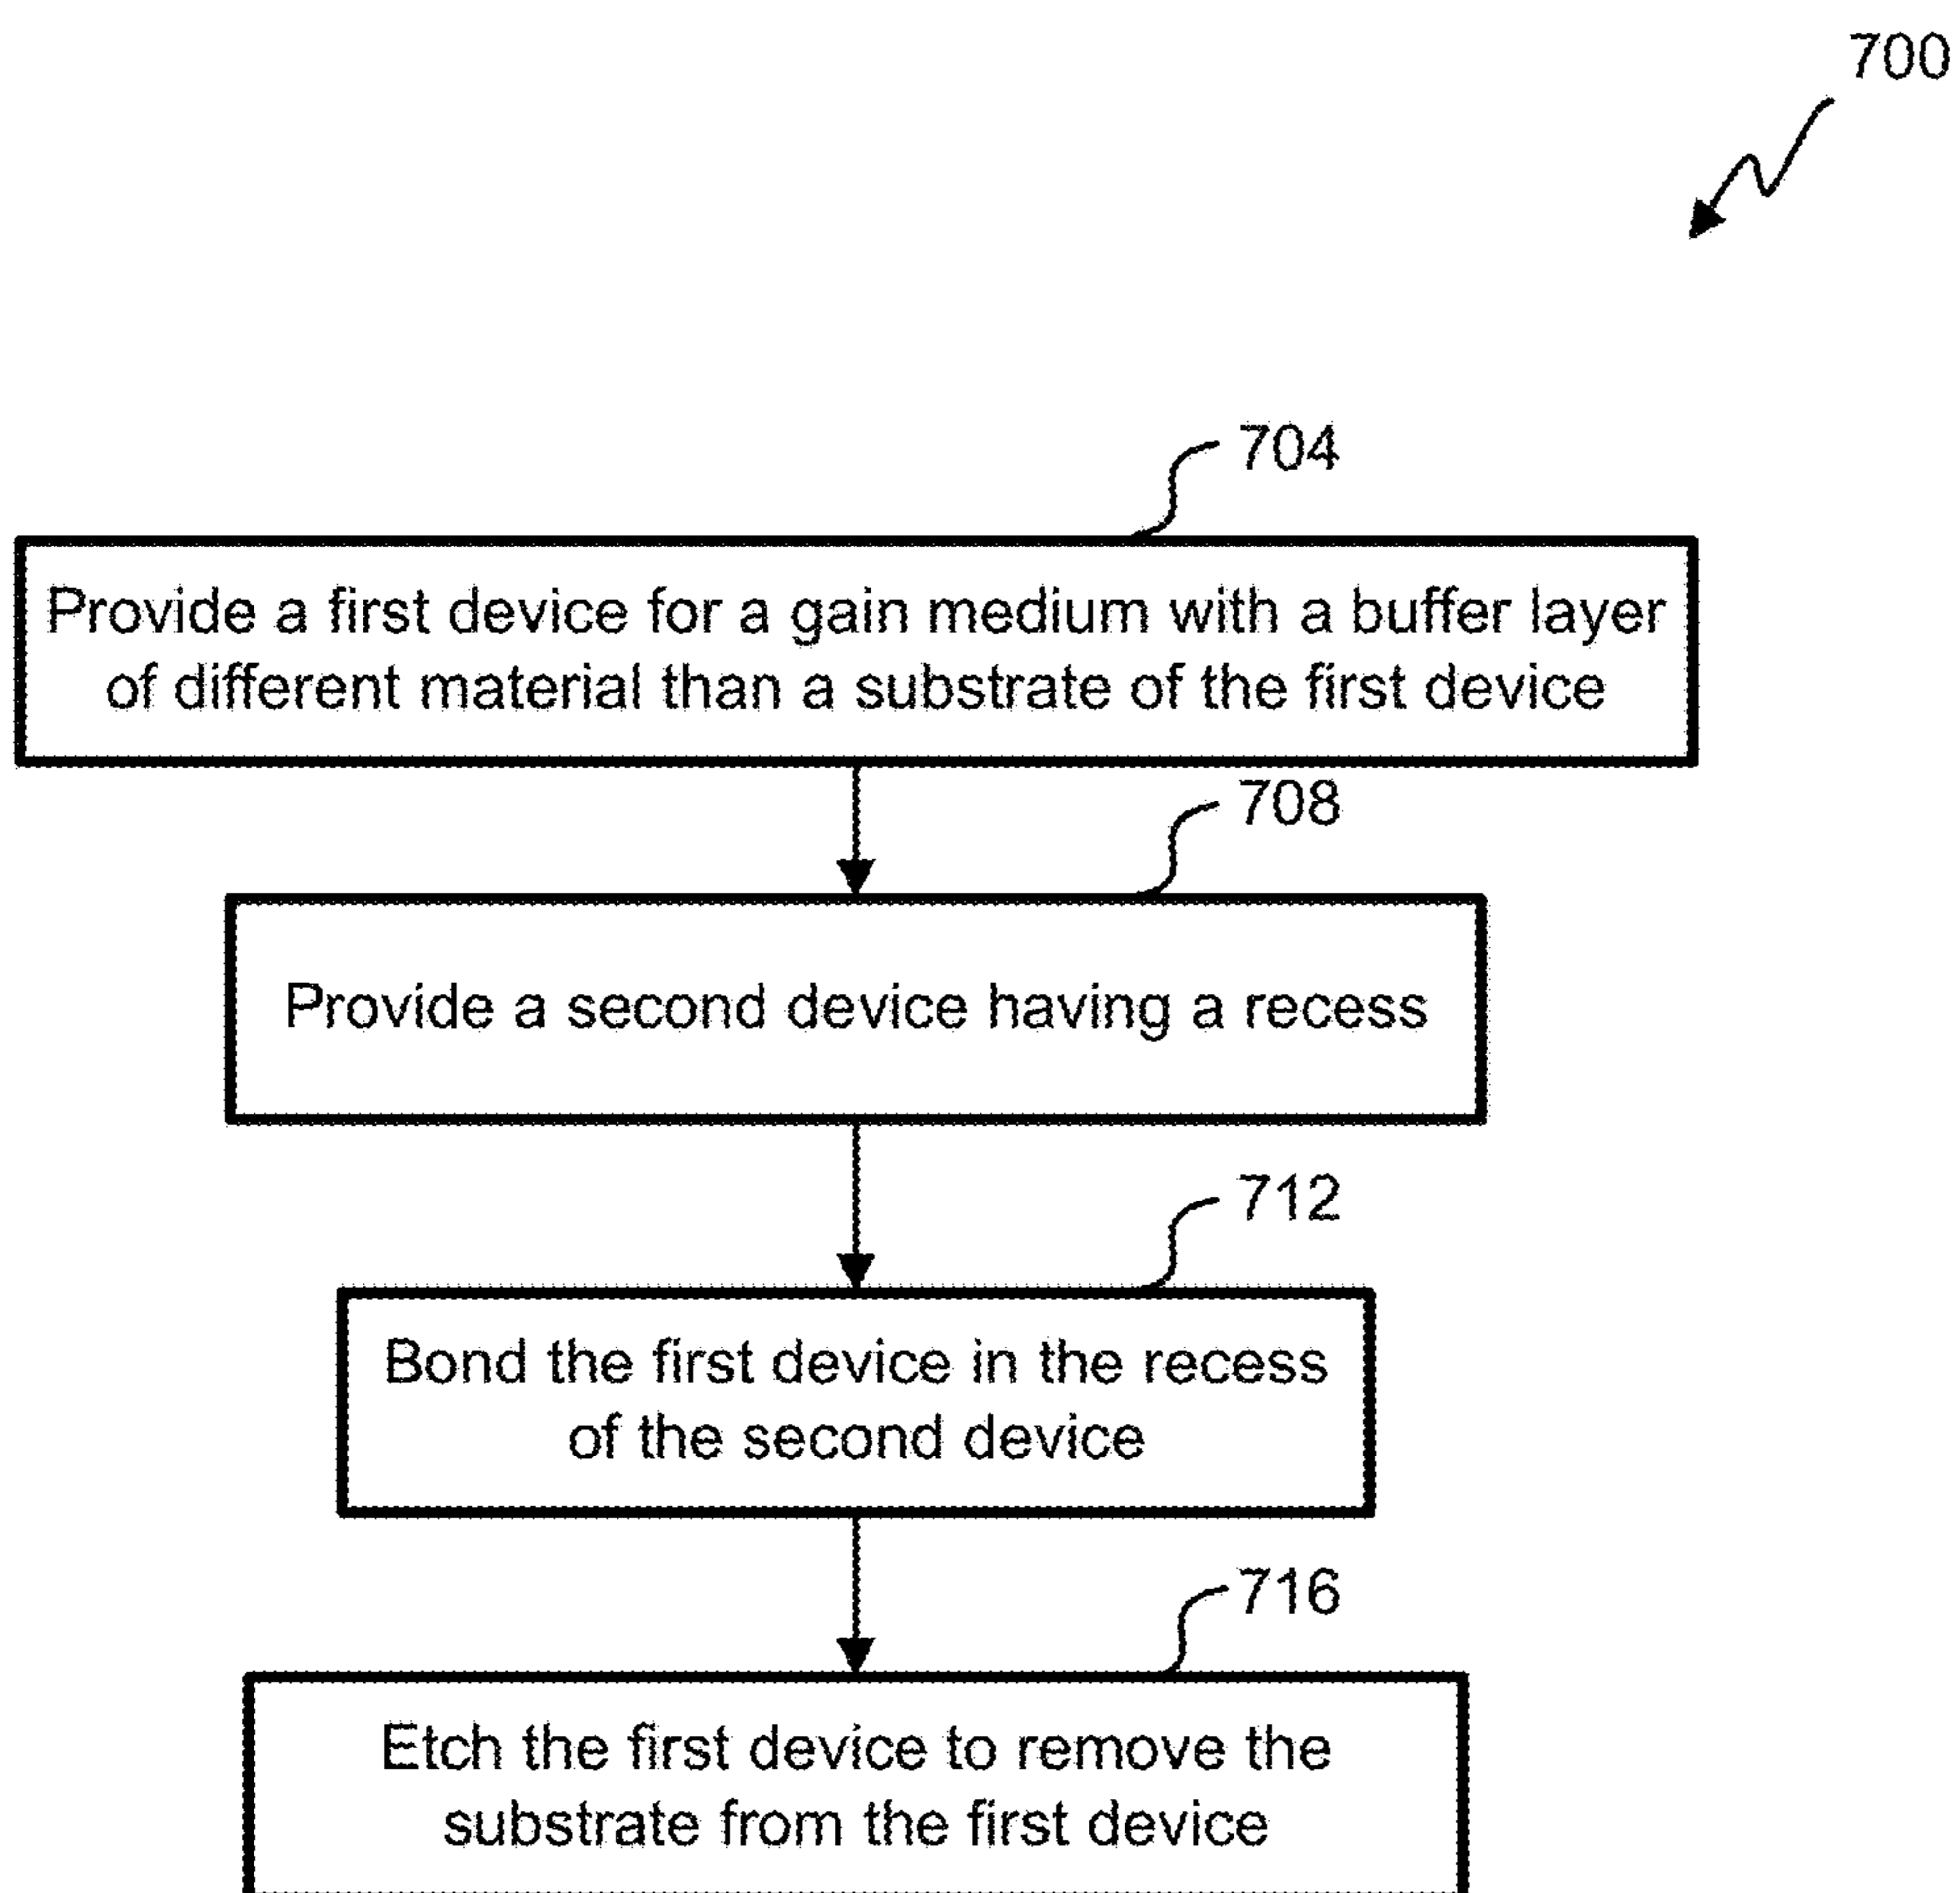 700
704
Provide a first device for a gain medium with a buffer layer
of different material than a substrate of the first device
708
Provide a second device having a recess
712
Bond the first device in the recess
of the second device
716
Etch the first device to remove the
substrate from the first device